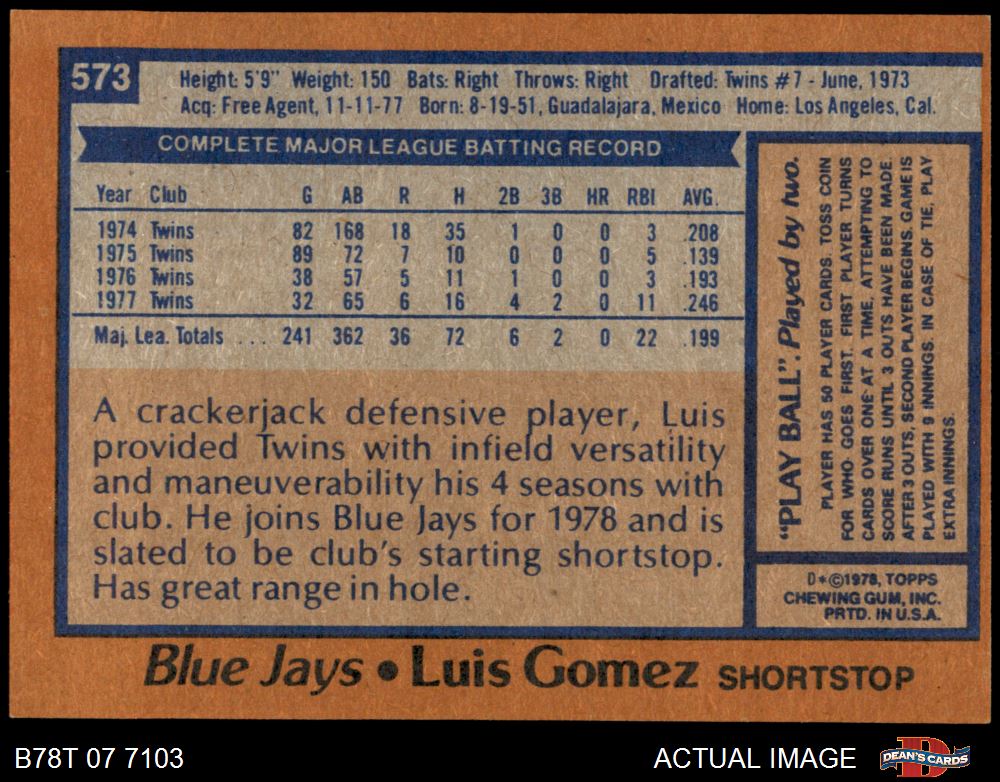 573
Height: 5'9" Weight: 150 Bats: Right Throws: Right Drafted: Twins #7 - June, 1973
Acq: Free Agent, 11-11-77 Born: 8-19-51, Guadalajara, Mexico Home: Los Angeles, Cal.
COMPLETE MAJOR LEAGUE BATTING RECORD
Year Club G AB R H 2B 3B HR RBI AVG.
1974 Twins 82 168 18 35 1 0 0 3 .208
1975 Twins 89 72 7 10 0 0 0 5 .139
1976 Twins 38 57 5 11 1 0 0 3 .193
1977 Twins 32 65 6 16 4 2 0 11 .246
Maj. Lea. Totals ... 241 362 36 72 6 2 0 22 .199
A crackerjack defensive player, Luis
provided Twins with infield versatility
and maneuverability his 4 seasons with
club. He joins Blue Jays for 1978 and is
slated to be club's starting shortstop.
Has great range in hole.
"PLAY BALL". Played by two.
PLAYER HAS 50 PLAYER CARDS. TOSS COIN
FOR WHO GOES FIRST. FIRST PLAYER TURNS
CARDS OVER ONE AT A TIME, ATTEMPTING TO
SCORE RUNS UNTIL 3 OUTS HAVE BEEN MADE.
AFTER 3 OUTS, SECOND PLAYER BEGINS. GAME IS
PLAYED WITH 9 INNINGS. IN CASE OF TIE, PLAY
EXTRA INNINGS.
D*©1978, TOPPS
CHEWING GUM, INC.
PRTD. IN U.S.A.
Blue Jays • Luis Gomez SHORTSTOP
B78T 07 7103
ACTUAL IMAGE
DEAN'S CARDS